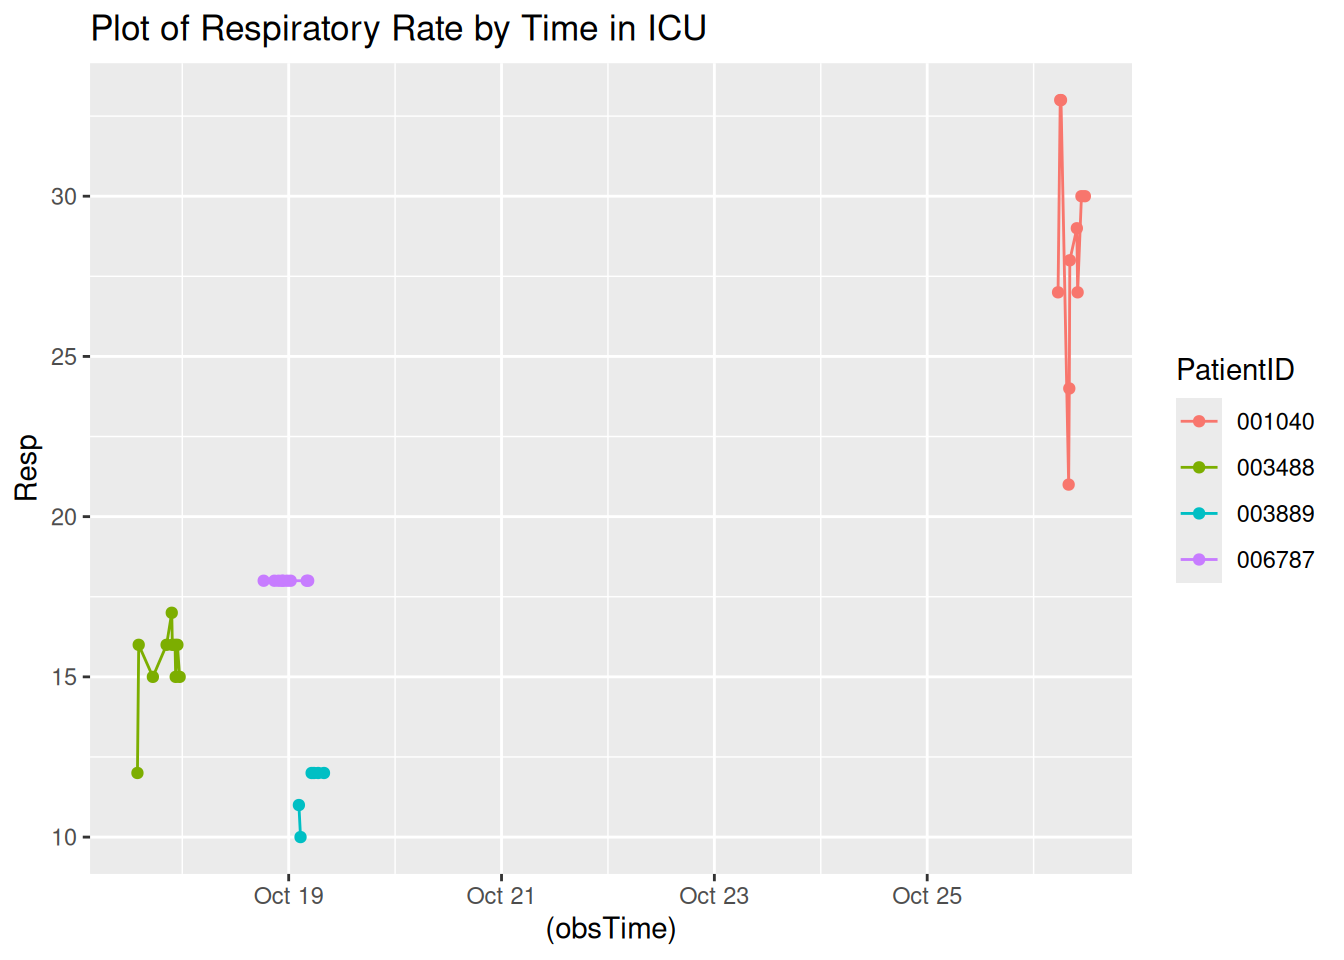 Plot of Respiratory Rate by Time in ICU
Resp
30
25
20
15
10
Oct 19
Oct 21
Oct 23
Oct 25
(obsTime)
PatientID
001040
003488
003889
006787